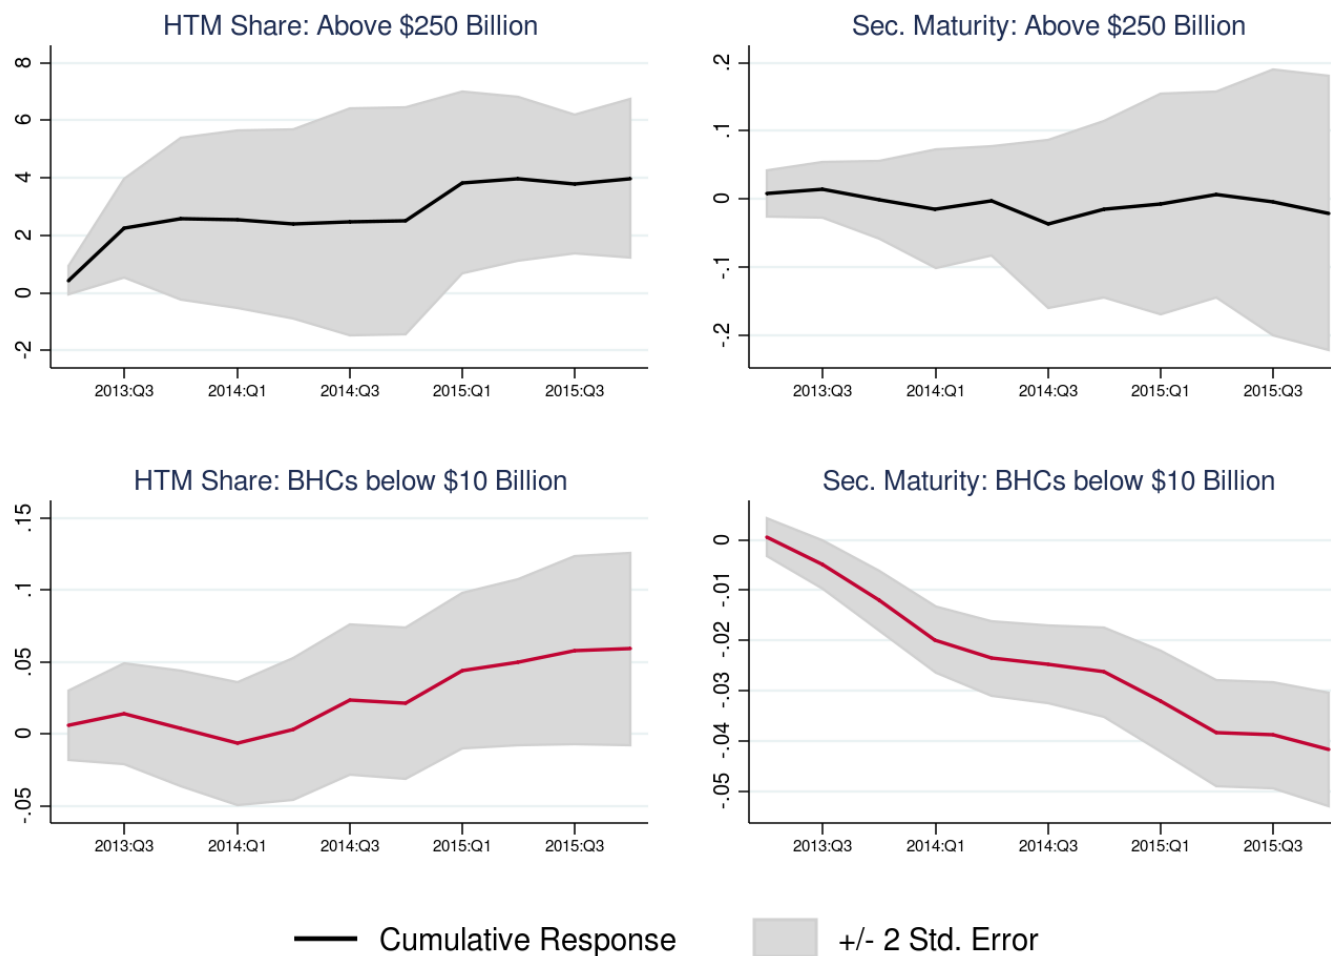 HTM Share: Above $250 Billion
8
6
4
2
0
-2
2013:Q3 2014:Q1 2014:Q3 2015:Q1 2015:Q3
Sec. Maturity: Above $250 Billion
.2
.1
0
-.1
-.2
2013:Q3 2014:Q1 2014:Q3 2015:Q1 2015:Q3
HTM Share: BHCs below $10 Billion
.15
.1
.05
0
-.05
2013:Q3 2014:Q1 2014:Q3 2015:Q1 2015:Q3
Sec. Maturity: BHCs below $10 Billion
0
-.01
-.02
-.03
-.04
-.05
2013:Q3 2014:Q1 2014:Q3 2015:Q1 2015:Q3
Cumulative Response +/- 2 Std. Error